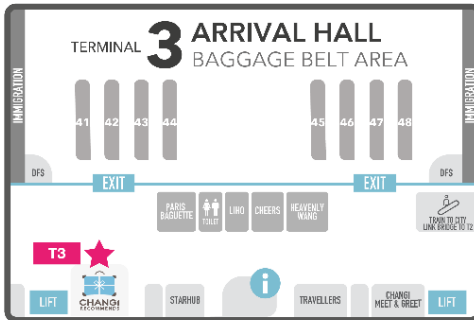 TERMINAL 3 ARRIVAL HALL
BAGGAGE BELT AREA
IMMIGRATION
IMMIGRATION
41 42 43 44 45 46 47 48
DFS
DFS
EXIT
EXIT
PARIS
BAGUETTE
TOILET
LIHO
CHEERS
HEAVENLY
WANG
TRAIN TO CITY
LINK BRIDGE TO T2
T3
LIFT
CHANGI
RECOMMENDS
STARHUB
i
TRAVELLERS
CHANGI
MEET & GREET
LIFT